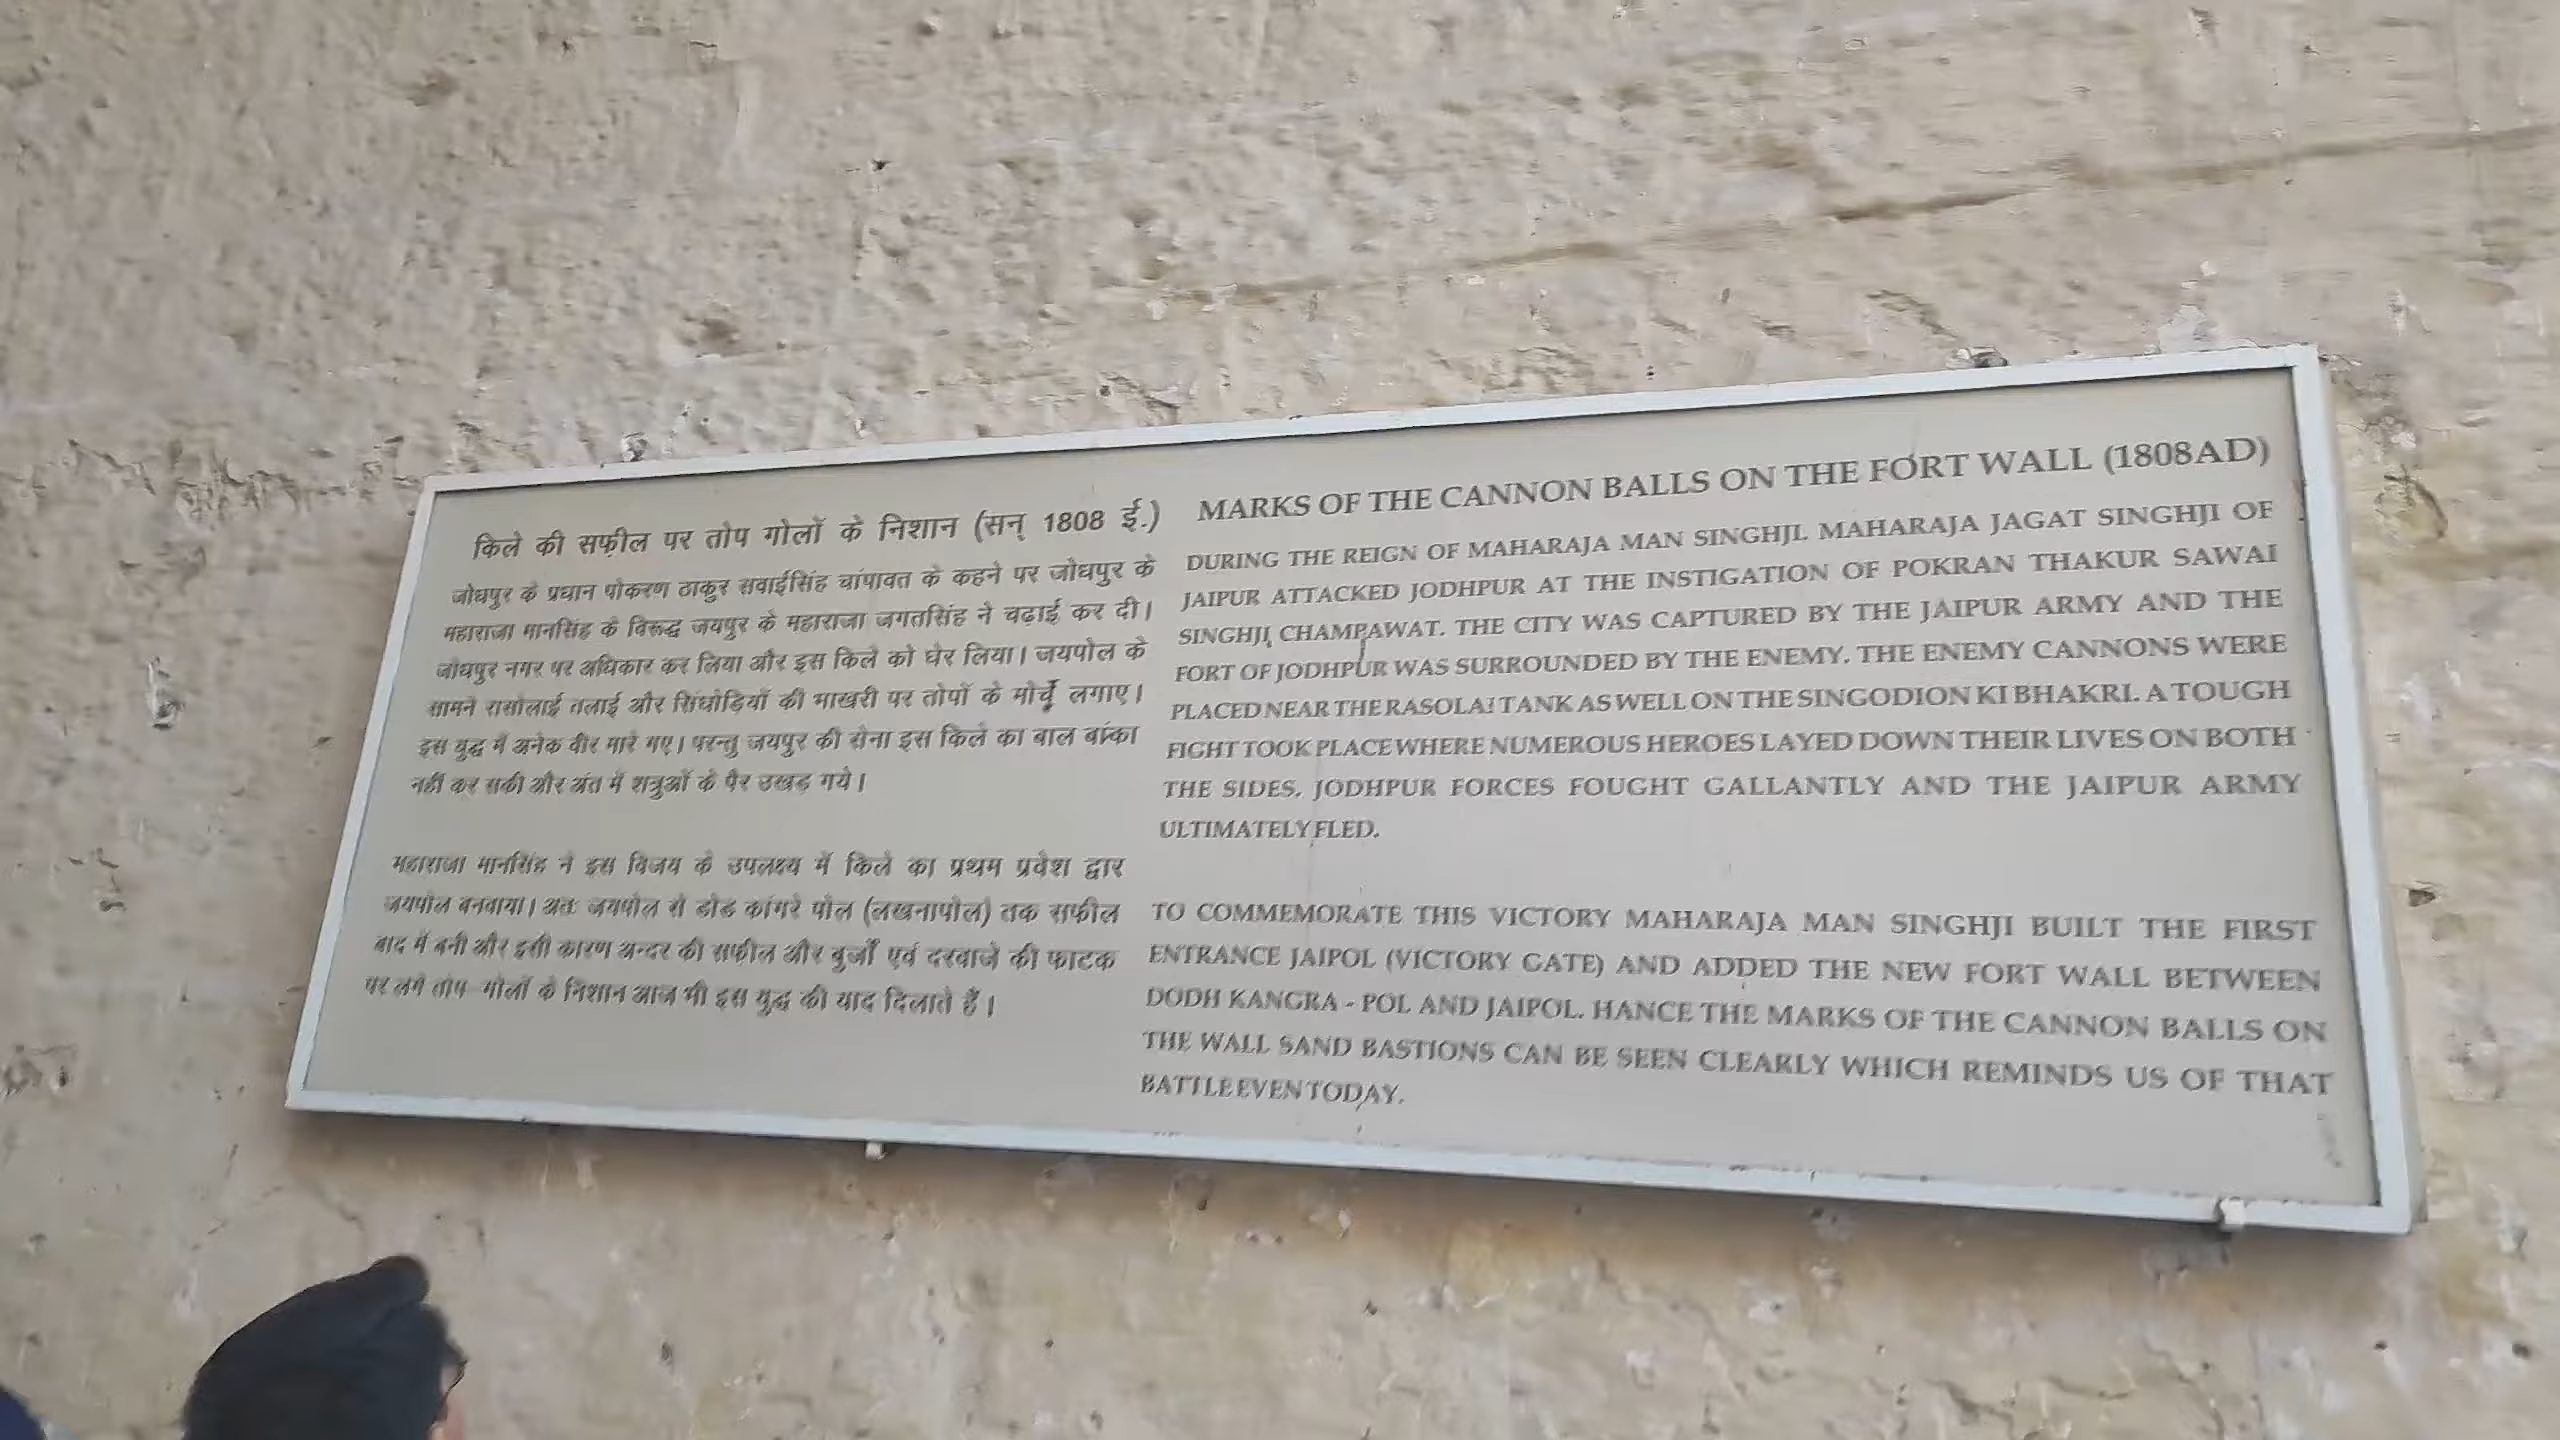 किले की सफ़ील पर तोप गोलों के निशान (सन् 1808 ई.)
जोधपुर के प्रधान पोकरण ठाकुर सवाईसिंह चांपावत के कहने पर जोधपुर के
महाराजा मानसिंह के विरूद्ध जयपुर के महाराजा जगतसिंह ने चढ़ाई कर दी।
जोधपुर नगर पर अधिकार कर लिया और इस किले को घेर लिया। जयपोल के
सामने रासोलाई तलाई और सिंघोड़ियों की भाखरी पर तोपों के मोर्चे लगाए।
इस युद्ध में अनेक वीर मारे गए। परन्तु जयपुर की सेना इस किले का बाल बांका
नहीं कर सकी और अंत में शत्रुओं के पैर उखड़ गये।
महाराजा मानसिंह ने इस विजय के उपलक्ष्य में किले का प्रथम प्रवेश द्वार
जयपोल बनवाया। अतः जयपोल से डोड कांगरे पोल (लखनापोल) तक सफील
बाद में बनी और इसी कारण अन्दर की सफील और बुर्जों एवं दरवाजे की फाटक
पर लगे तोप गोलों के निशान आज भी इस युद्ध की याद दिलाते हैं।
MARKS OF THE CANNON BALLS ON THE FORT WALL (1808AD)
DURING THE REIGN OF MAHARAJA MAN SINGHJI, MAHARAJA JAGAT SINGHJI OF
JAIPUR ATTACKED JODHPUR AT THE INSTIGATION OF POKRAN THAKUR SAWAI
SINGHJI, CHAMPAWAT. THE CITY WAS CAPTURED BY THE JAIPUR ARMY AND THE
FORT OF JODHPUR WAS SURROUNDED BY THE ENEMY. THE ENEMY CANNONS WERE
PLACED NEAR THE RASOLAI TANK AS WELL ON THE SINGODION KI BHAKRI. A TOUGH
FIGHT TOOK PLACE WHERE NUMEROUS HEROES LAYED DOWN THEIR LIVES ON BOTH
THE SIDES. JODHPUR FORCES FOUGHT GALLANTLY AND THE JAIPUR ARMY
ULTIMATELY FLED.
TO COMMEMORATE THIS VICTORY MAHARAJA MAN SINGHJI BUILT THE FIRST
ENTRANCE JAIPOL (VICTORY GATE) AND ADDED THE NEW FORT WALL BETWEEN
DODH KANGRA - POL AND JAIPOL. HANCE THE MARKS OF THE CANNON BALLS ON
THE WALL SAND BASTIONS CAN BE SEEN CLEARLY WHICH REMINDS US OF THAT
BATTLE EVEN TODAY.